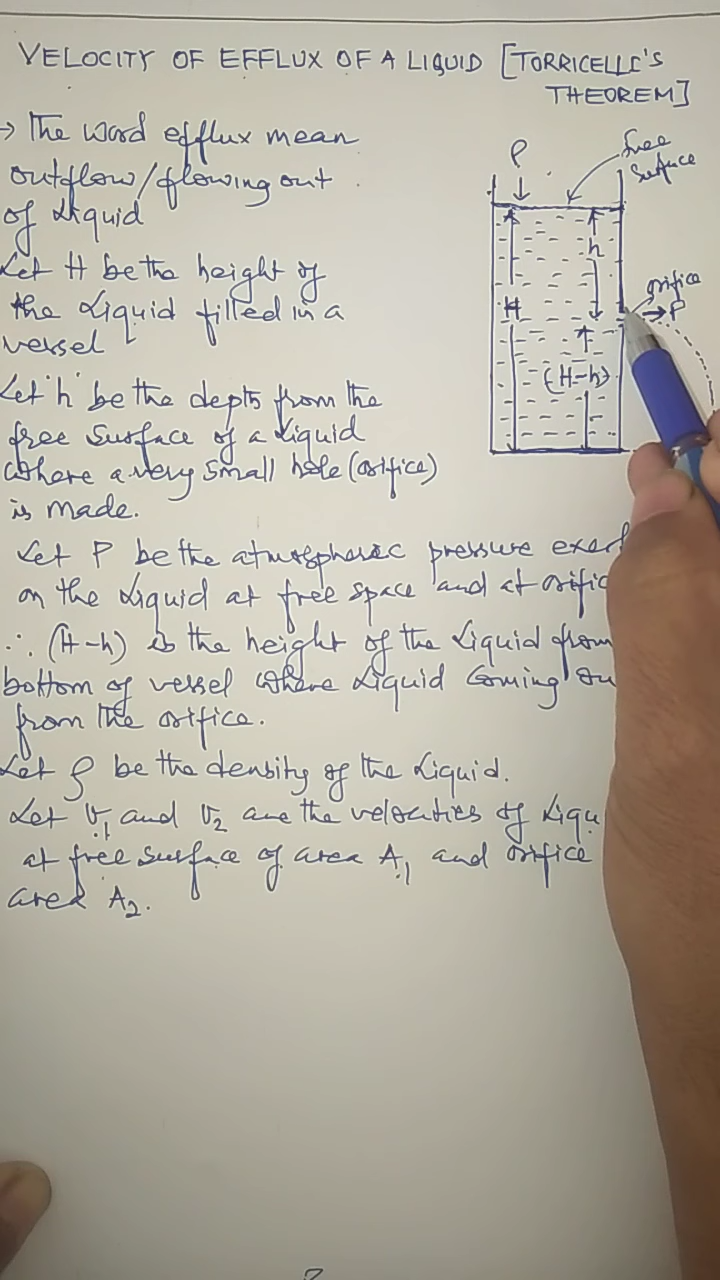 VELOCITY OF EFFLUX OF A LIQUID [TORRICELLI'S
THEOREM]
→ The word efflux mean
outflow/flowing out
of Liquid
Let H be the height of
the Liquid filled in a
vessel
Let 'h' be the depth from the
free surface of a Liquid
where a very small hole (orifice)
is made.
Let P be the atmospheric pressure exert
on the Liquid at free space and at orific
∴ (H-h) is the height of the Liquid from
bottom of vessel where Liquid coming ou
from the orifice.
Let ρ be the density of the Liquid.
Let V1 and V2 are the velocities of Liqu
at free surface of area A1 and orifice
area A2.
P
free
surface
h
orifice
H
P
(H-h)